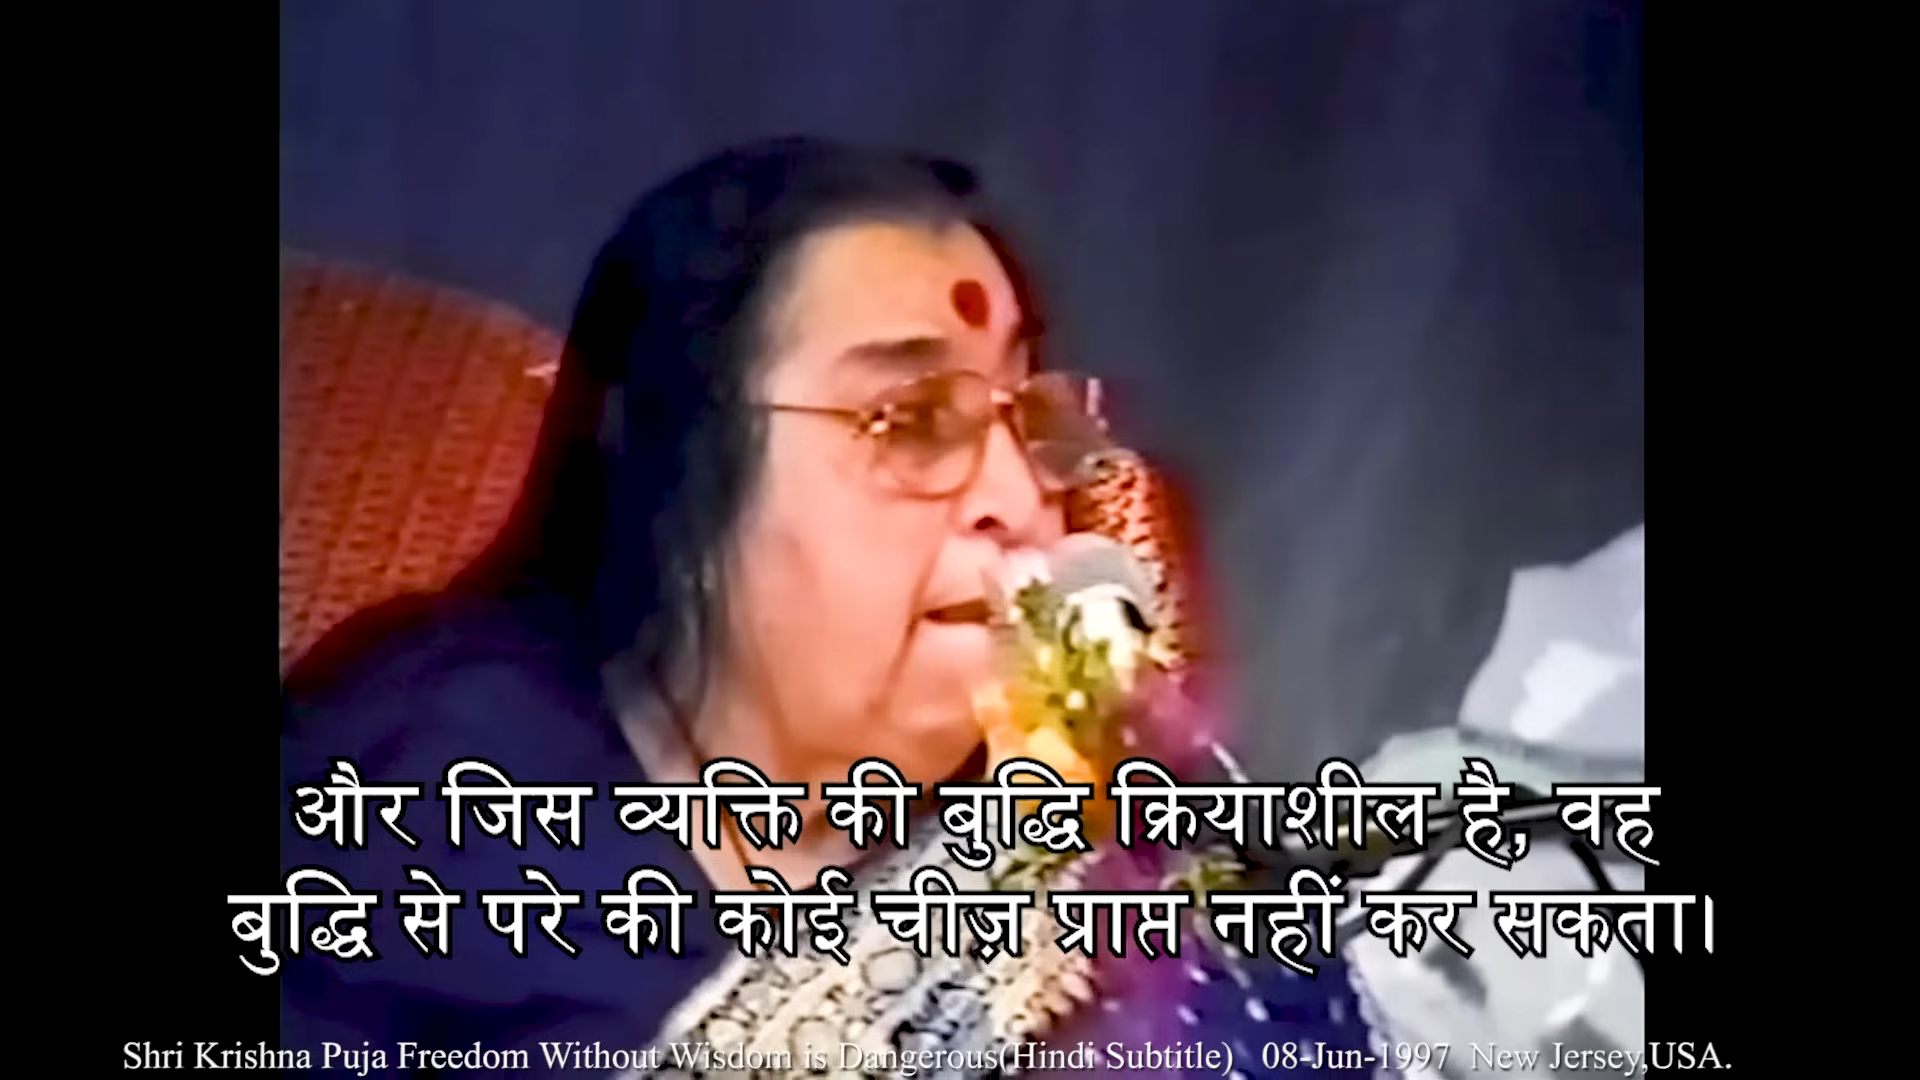 और जिस व्यक्ति की बुद्धि क्रियाशील है, वह
बुद्धि से परे की कोई चीज़ प्राप्त नहीं कर सकता।
Shri Krishna Puja Freedom Without Wisdom is Dangerous(Hindi Subtitle) 08-Jun-1997 New Jersey,USA.